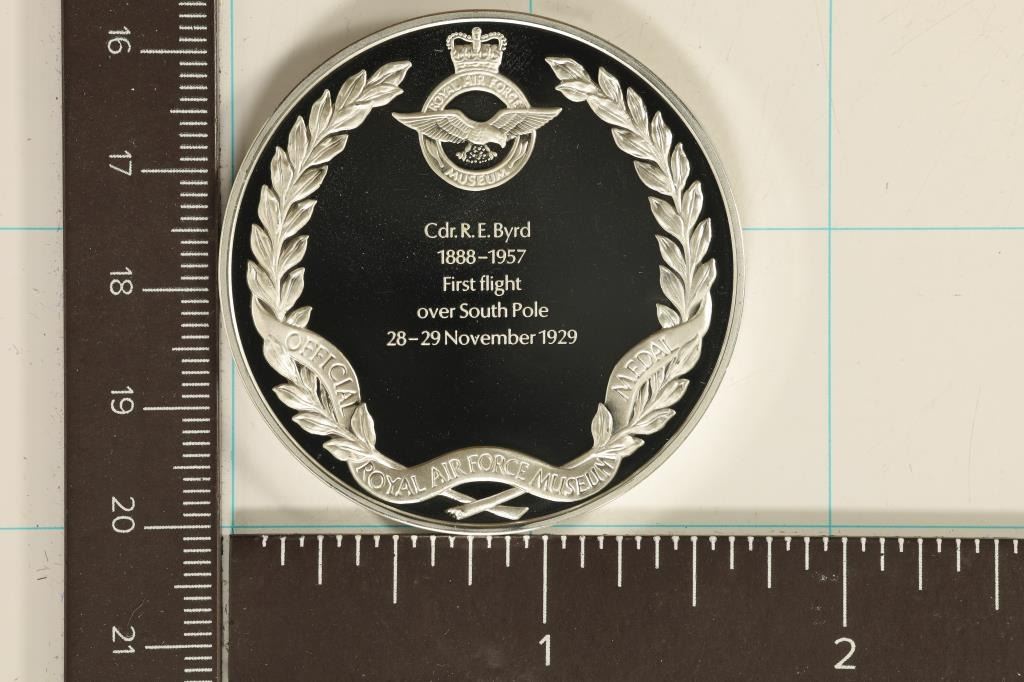 ROYAL AIR FORCE
MUSEUM
Cdr. R. E. Byrd
1888–1957
First flight
over South Pole
28–29 November 1929
OFFICIAL
MEDAL
ROYAL AIR FORCE MUSEUM
16
17
18
19
20
21
1
2